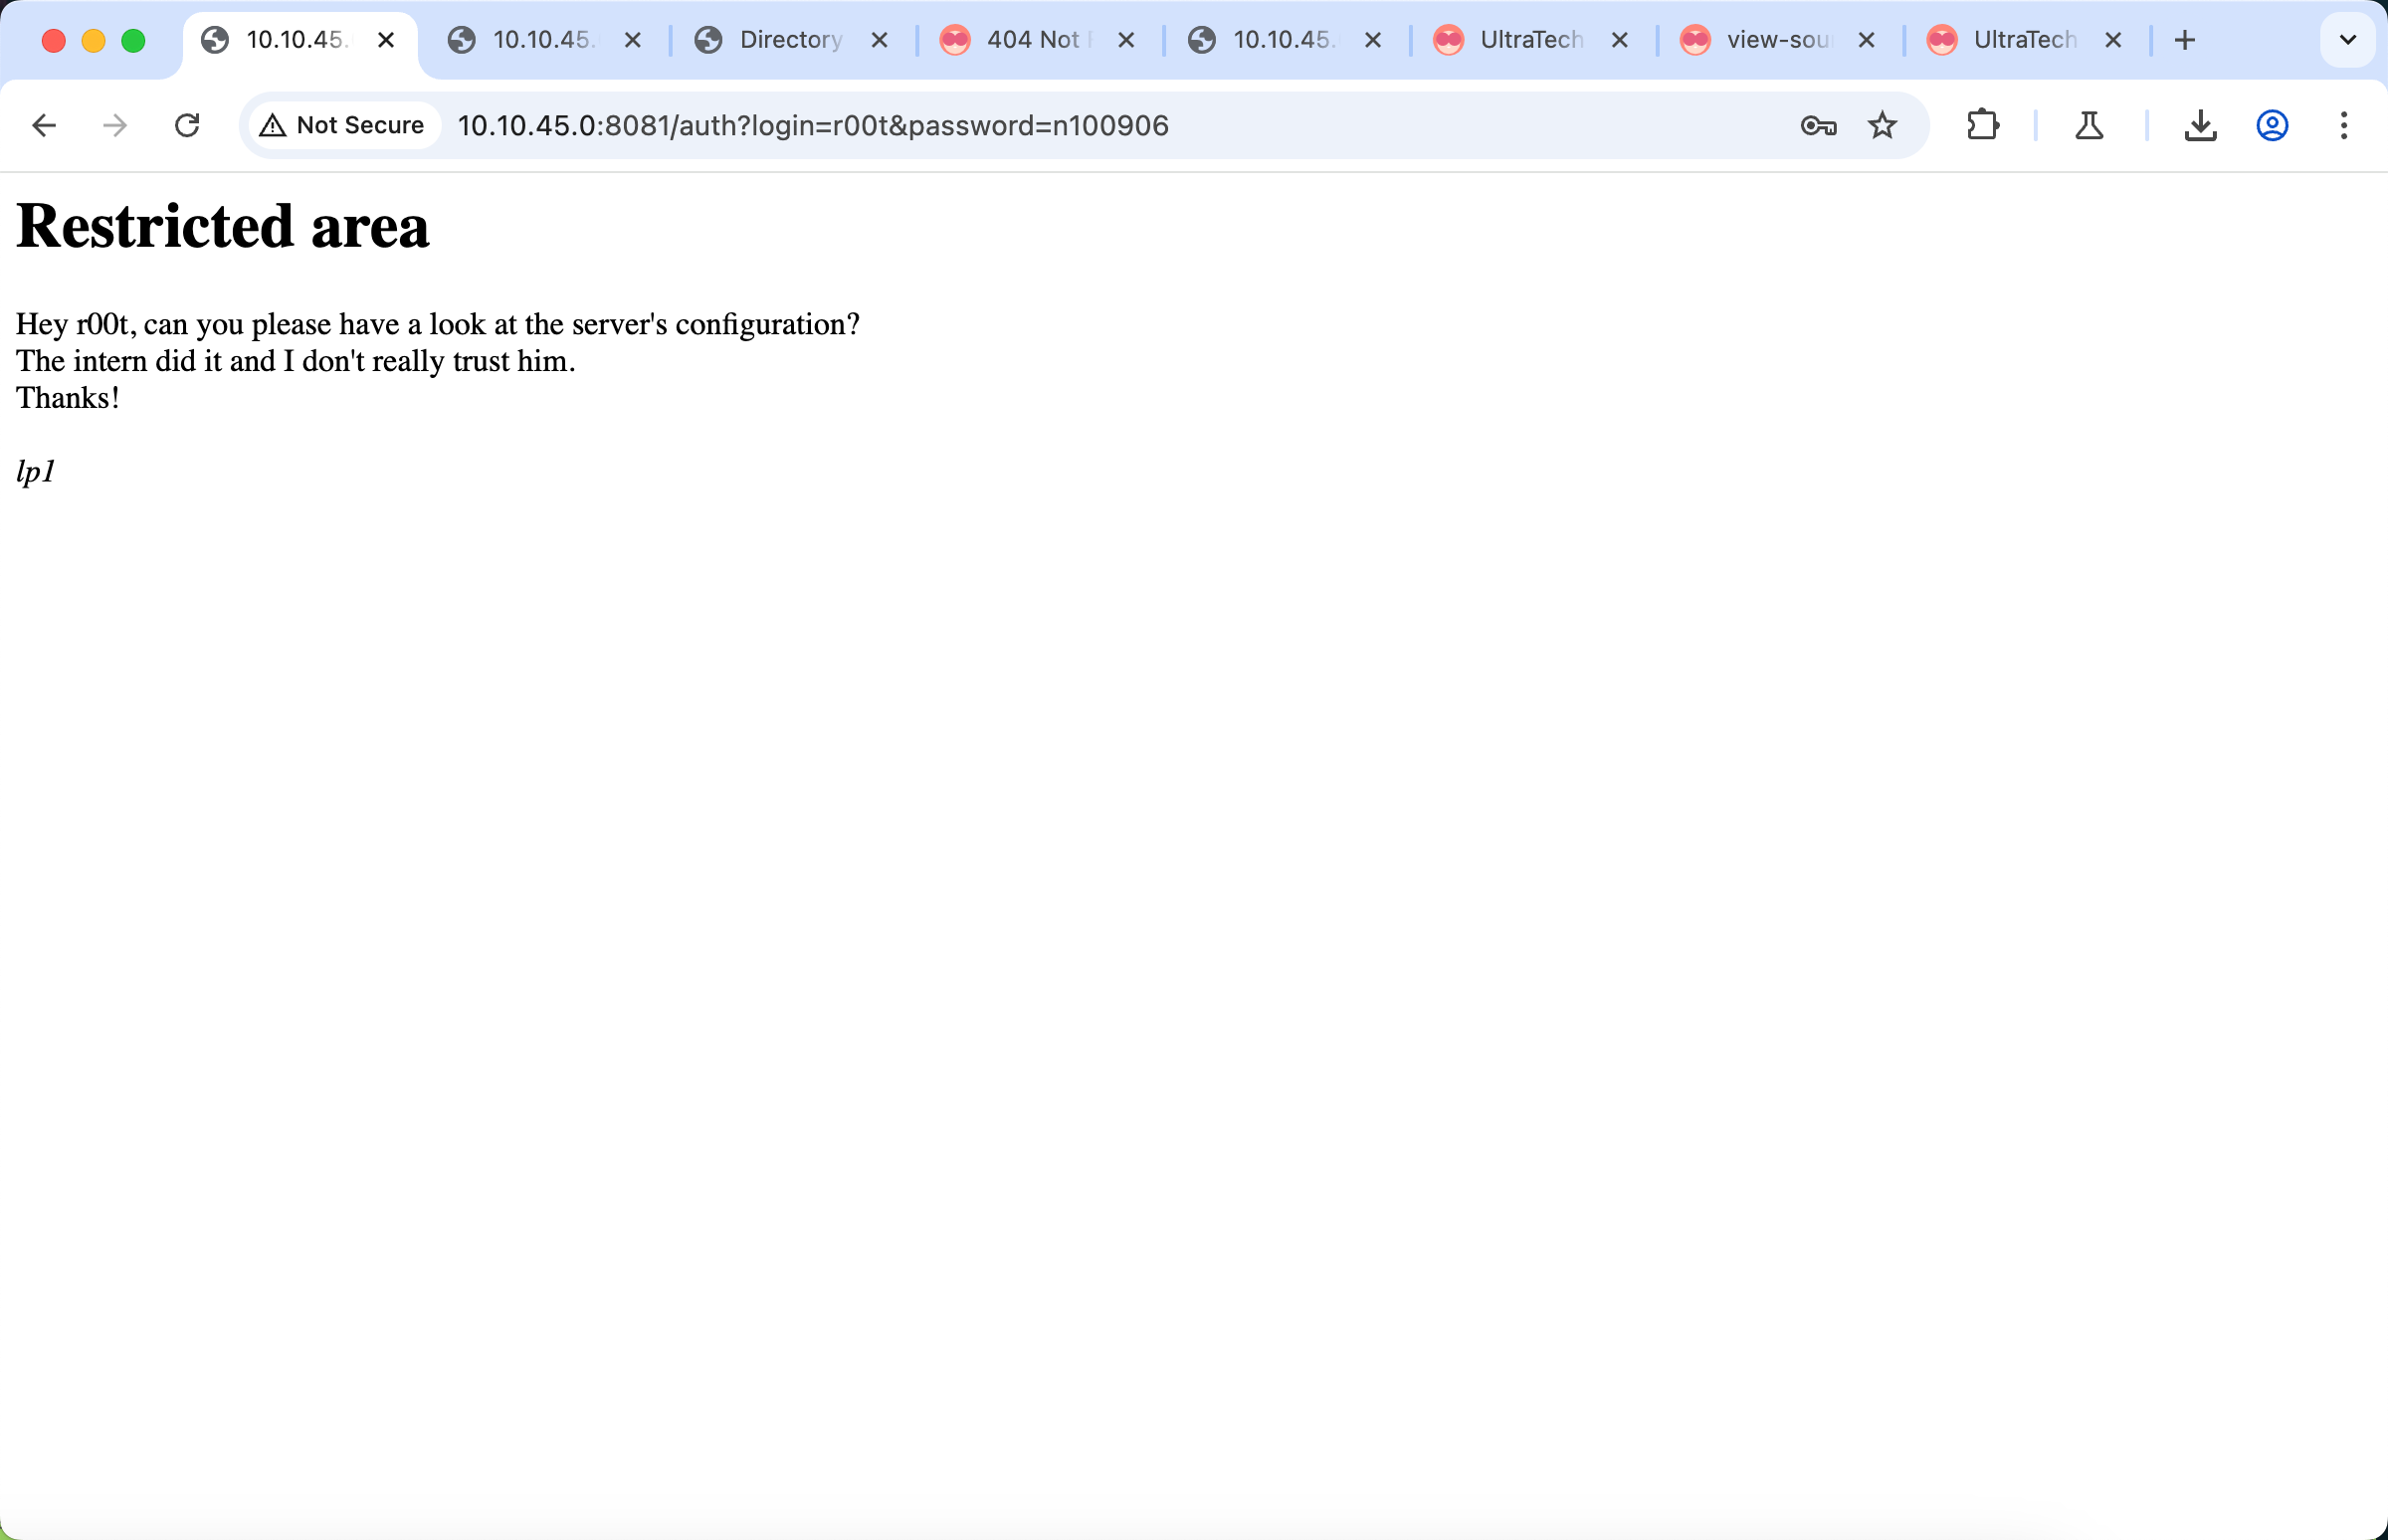 10.10.45.
10.10.45.
Directory
404 Not
10.10.45.
UltraTech
view-sou
UltraTech
Not Secure
10.10.45.0:8081/auth?login=r00t&password=n100906
Restricted area
Hey r00t, can you please have a look at the server's configuration?
The intern did it and I don't really trust him.
Thanks!
lp1